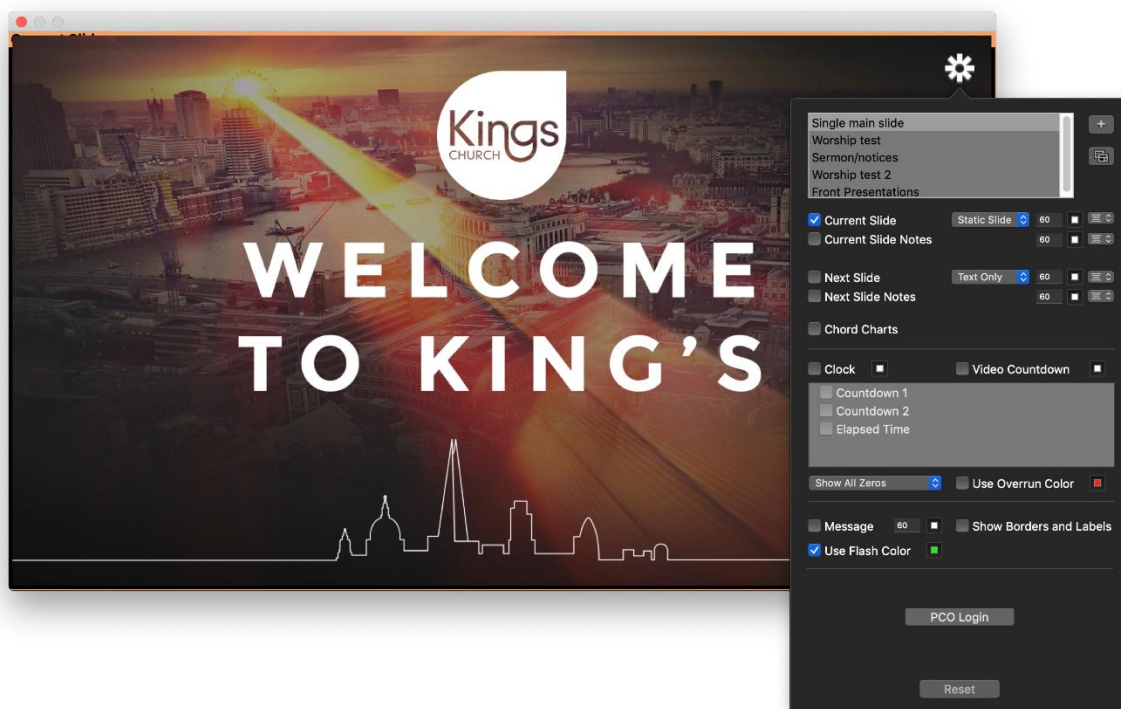 Kings
CHURCH
WELCOME
TO KING'S
Single main slide
Worship test
Sermon/notices
Worship test 2
Front Presentations
Current Slide Static Slide 60
Current Slide Notes 60
Next Slide Text Only 60
Next Slide Notes 60
Chord Charts
Clock Video Countdown
Countdown 1
Countdown 2
Elapsed Time
Show All Zeros Use Overrun Color
Message 60 Show Borders and Labels
Use Flash Color
PCO Login
Reset